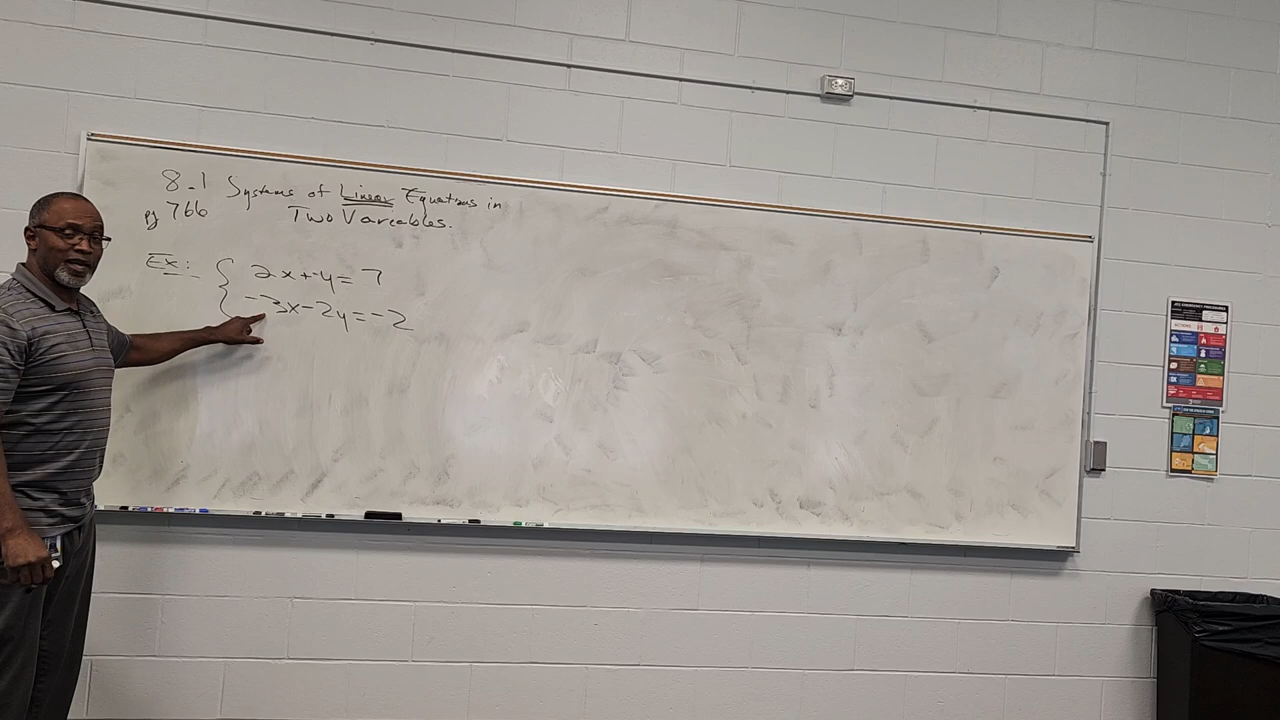 8.1 Systems of Linear Equations in
pg 766 Two Variables.
Ex: 2x+y=7
-3x-2y=-2